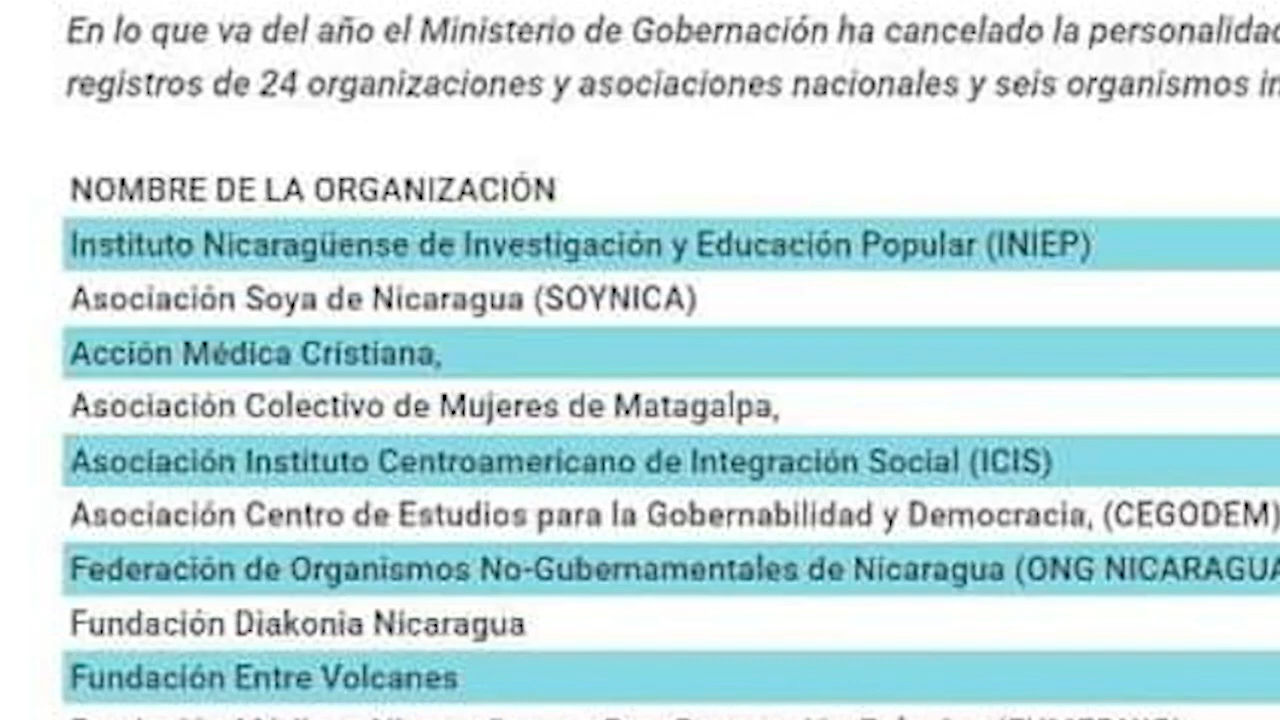 En lo que va del año el Ministerio de Gobernación ha cancelado la
registros de 24 organizaciones y asociaciones nacionales y seis organismos
NOMBRE DE LA ORGANIZACIÓN
Instituto Nicaragüense de Investigación y Educación Popular (INIEP)
Asociación Soya de Nicaragua (SOYNICA)
Acción Médica Cristiana,
Asociación Colectivo de Mujeres de Matagalpa,
Asociación Instituto Centroamericano de Integración Social (ICIS)
Asociación Centro de Estudios para la Gobernabilidad y Democracia, (CEGODEM)
Federación de Organismos No-Gubernamentales de Nicaragua (ONG NICARAGUA
Fundación Diakonia Nicaragua
Fundación Entre Volcanes